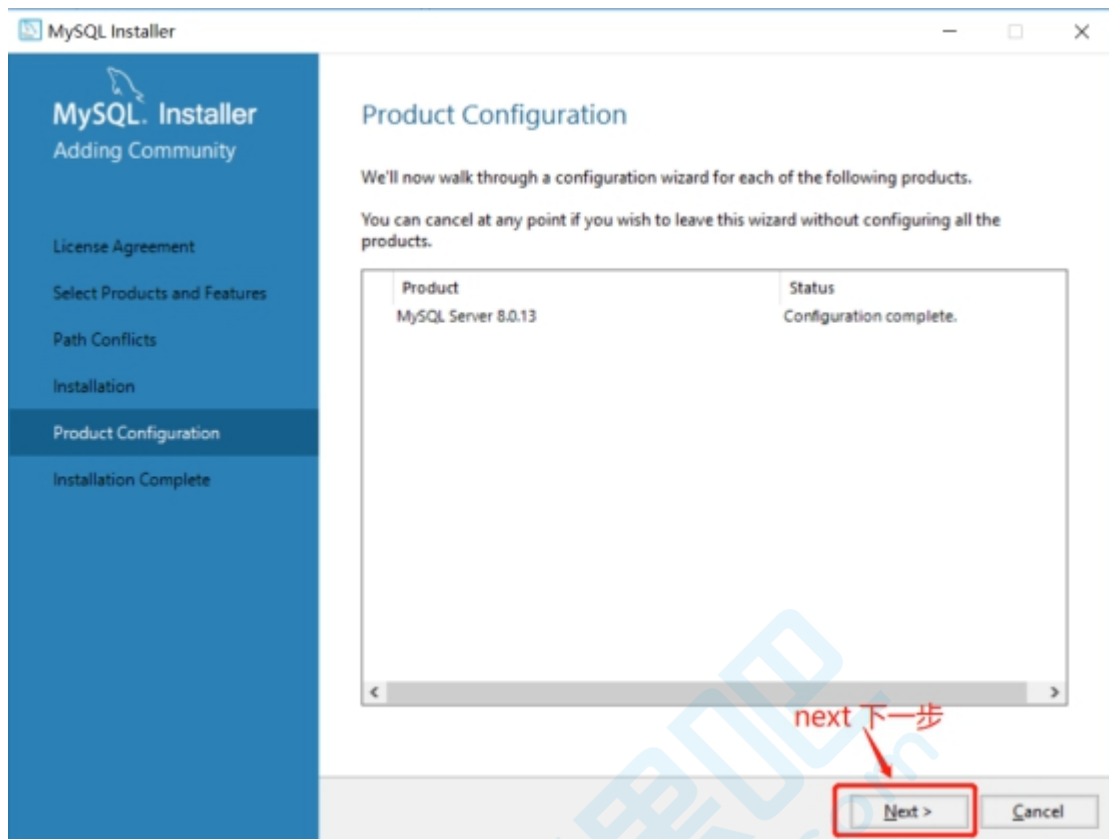 MySQL Installer
MySQL. Installer
Adding Community
License Agreement
Select Products and Features
Path Conflicts
Installation
Product Configuration
Installation Complete
Product Configuration
We'll now walk through a configuration wizard for each of the following products.
You can cancel at any point if you wish to leave this wizard without configuring all the
products.
Product Status
MySQL Server 8.0.13 Configuration complete.
next 下一步
Next >
Cancel